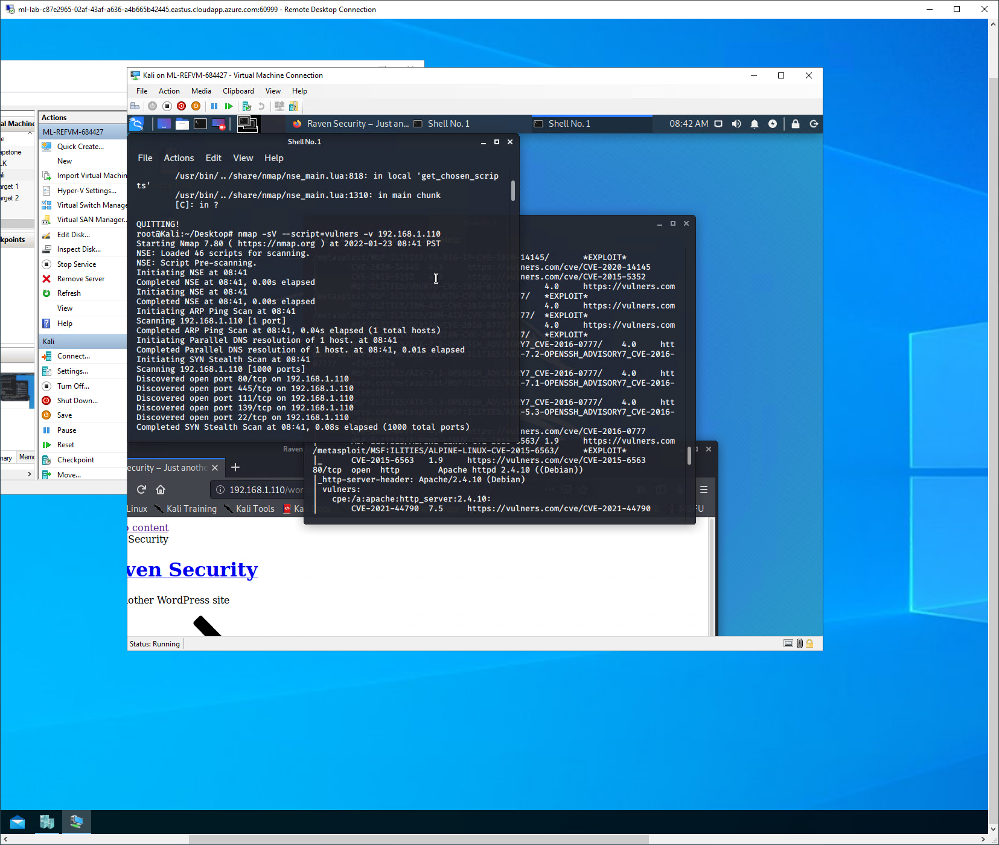 ml-lab-c87e2965-02af-43af-a636-a4b665b42445.eastus.cloudapp.azure.com:60999 - Remote Desktop Connection
Kali on ML-REFVM-684427 - Virtual Machine Connection
File Action Media Clipboard View Help
Raven Security – Just an...
Shell No. 1
Shell No. 1
08:42 AM
al Machine
e
apstone
LK
ali
arget 1
arget 2
kpoints
mary Memo
Actions
ML-REFVM-684427
Quick Create...
New
Import Virtual Machin
Hyper-V Settings...
Virtual Switch Manage
Virtual SAN Manager..
Edit Disk...
Inspect Disk...
Stop Service
Remove Server
Refresh
View
Help
Kali
Connect...
Settings...
Turn Off...
Shut Down...
Save
Pause
Reset
Checkpoint
Move...
Shell No. 1
File Actions Edit View Help
/usr/bin/../share/nmap/nse_main.lua:818: in local 'get_chosen_scrip
ts'
/usr/bin/../share/nmap/nse_main.lua:1310: in main chunk
[C]: in ?
QUITTING!
root@Kali:~/Desktop# nmap -sV --script=vulners -v 192.168.1.110
Starting Nmap 7.80 ( https://nmap.org ) at 2022-01-23 08:41 PST
NSE: Loaded 46 scripts for scanning.
NSE: Script Pre-scanning.
Initiating NSE at 08:41
Completed NSE at 08:41, 0.00s elapsed
Initiating NSE at 08:41
Completed NSE at 08:41, 0.00s elapsed
Initiating ARP Ping Scan at 08:41
Scanning 192.168.1.110 [1 port]
Completed ARP Ping Scan at 08:41, 0.04s elapsed (1 total hosts)
Initiating Parallel DNS resolution of 1 host. at 08:41
Completed Parallel DNS resolution of 1 host. at 08:41, 0.01s elapsed
Initiating SYN Stealth Scan at 08:41
Scanning 192.168.1.110 [1000 ports]
Discovered open port 80/tcp on 192.168.1.110
Discovered open port 445/tcp on 192.168.1.110
Discovered open port 111/tcp on 192.168.1.110
Discovered open port 139/tcp on 192.168.1.110
Discovered open port 22/tcp on 192.168.1.110
Completed SYN Stealth Scan at 08:41, 0.08s elapsed (1000 total ports)
14145/ *EXPLOIT*
ners.com/cve/CVE-2020-14145
ners.com/cve/CVE-2015-5352
4.0 https://vulners.com
7/ *EXPLOIT*
4.0 https://vulners.com
77/ *EXPLOIT*
4.0 https://vulners.com
7/ *EXPLOIT*
Y7_CVE-2016-0777/ 4.0 htt
-7.2-OPENSSH_ADVISORY7_CVE-2016-
Y7_CVE-2016-0777/ 4.0 htt
-7.1-OPENSSH_ADVISORY7_CVE-2016-
Y7_CVE-2016-0777/ 4.0 htt
-5.3-OPENSSH_ADVISORY7_CVE-2016-
ners.com/cve/CVE-2016-0777
MSF:ILITIES/ALPINE-LINUX-CVE-2015-6563/ 1.9 https://vulners.com
/metasploit/MSF:ILITIES/ALPINE-LINUX-CVE-2015-6563/ *EXPLOIT*
|_ CVE-2015-6563 1.9 https://vulners.com/cve/CVE-2015-6563
80/tcp open http Apache httpd 2.4.10 ((Debian))
|_http-server-header: Apache/2.4.10 (Debian)
| vulners:
| cpe:/a:apache:http_server:2.4.10:
| CVE-2021-44790 7.5 https://vulners.com/cve/CVE-2021-44790
Raven
ecurity – Just anothe
192.168.1.110/wor
Linux Kali Training Kali Tools Ka
FU
content
Security
ven Security
other WordPress site
Status: Running